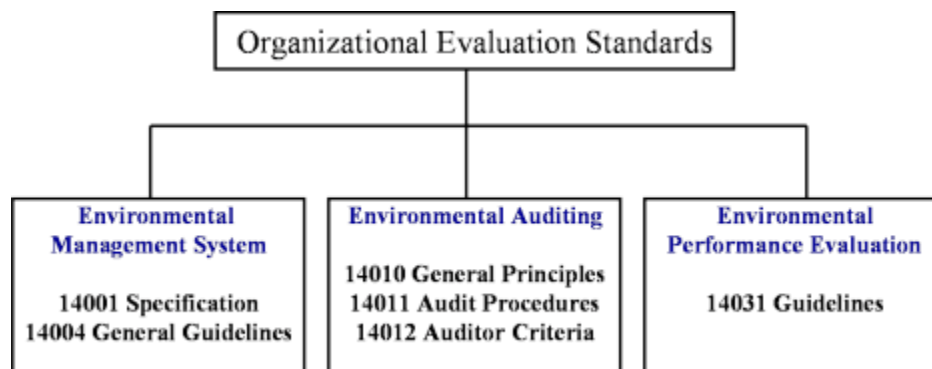 Organizational Evaluation Standards
Environmental
Management System
14001 Specification
14004 General Guidelines
Environmental Auditing
14010 General Principles
14011 Audit Procedures
14012 Auditor Criteria
Environmental
Performance Evaluation
14031 Guidelines